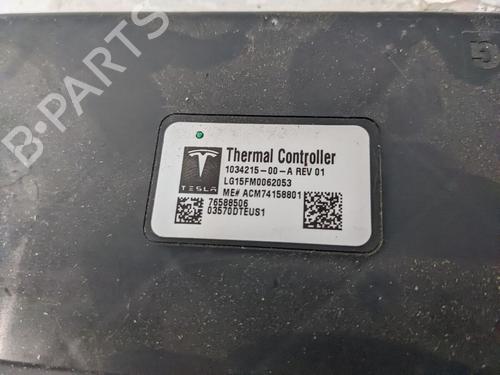 B-PARTS
Thermal Controller
1034215-00-A REV 01
LG15FM0062053
TESLA
ME# ACM74158801
76588506
03570DTEUS1